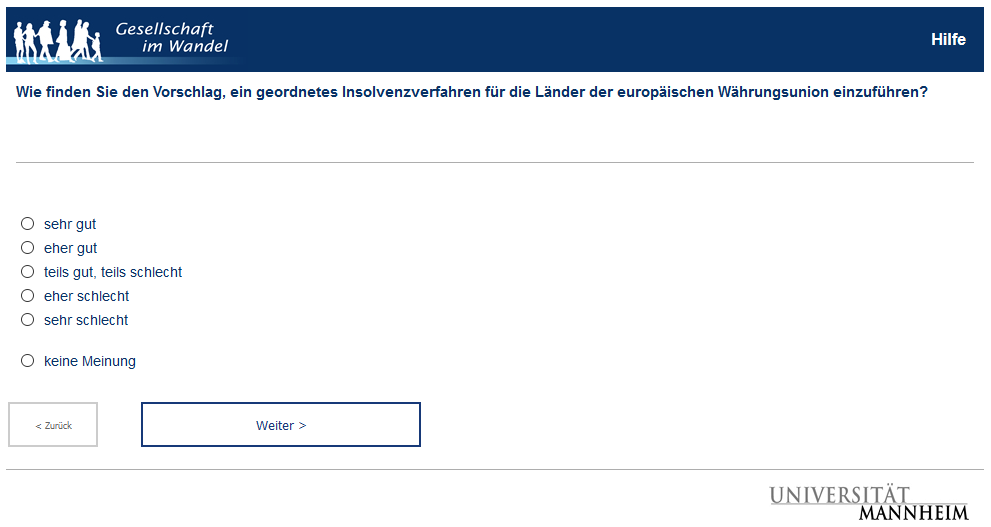 Gesellschaft
im Wandel
Hilfe
Wie finden Sie den Vorschlag, ein geordnetes Insolvenzverfahren für die Länder der europäischen Währungsunion einzuführen?
sehr gut
eher gut
teils gut, teils schlecht
eher schlecht
sehr schlecht
keine Meinung
< Zurück
Weiter >
UNIVERSITÄT
MANNHEIM